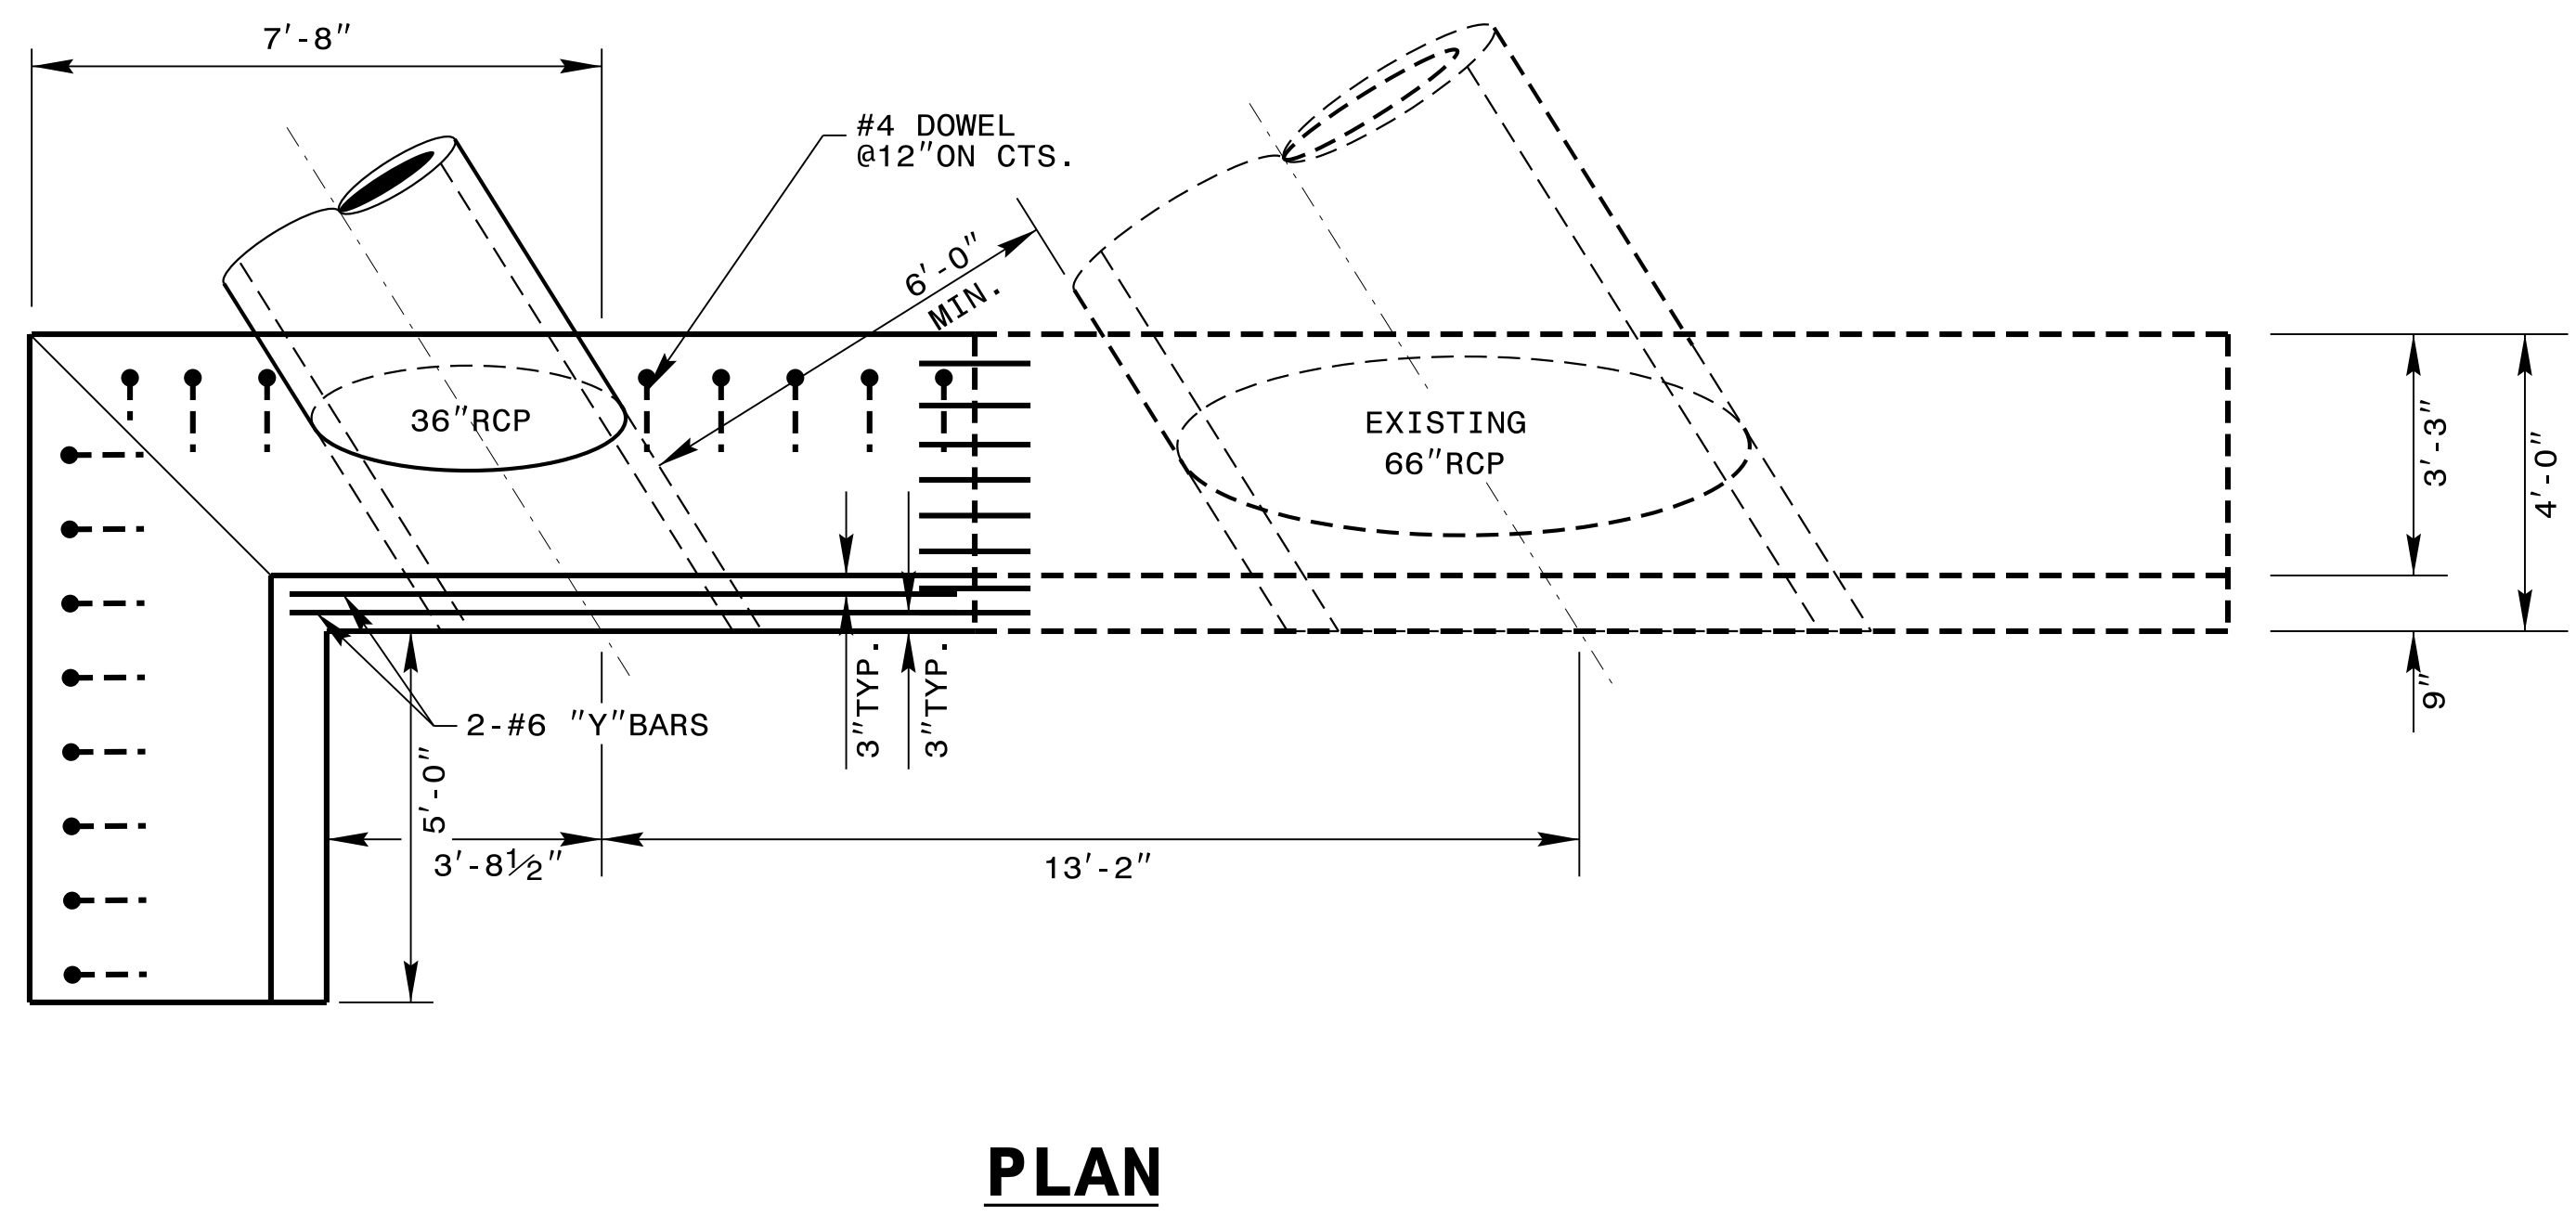 7'-8"
#4 DOWEL
@12"ON CTS.
6'-0"
MIN.
36"RCP
EXISTING
66"RCP
3'-3"
4'-0"
9"
3"TYP.
3"TYP.
2-#6 "Y"BARS
5'-0"
3'-8½"
13'-2"
PLAN